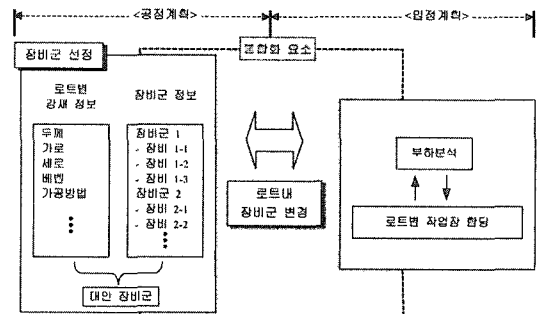 <공정계획>
<일정계획>
통합화 요소
장비군 선정
로트별
강재 정보
장비군 정보
두께
가로
세로
베벨
가공방법
장비군 1
- 장비 1-1
- 장비 1-2
- 장비 1-3
장비군 2
- 장비 2-1
- 장비 2-2
대안 장비군
로트내
장비군 변경
부하분석
로트별 작업장 할당